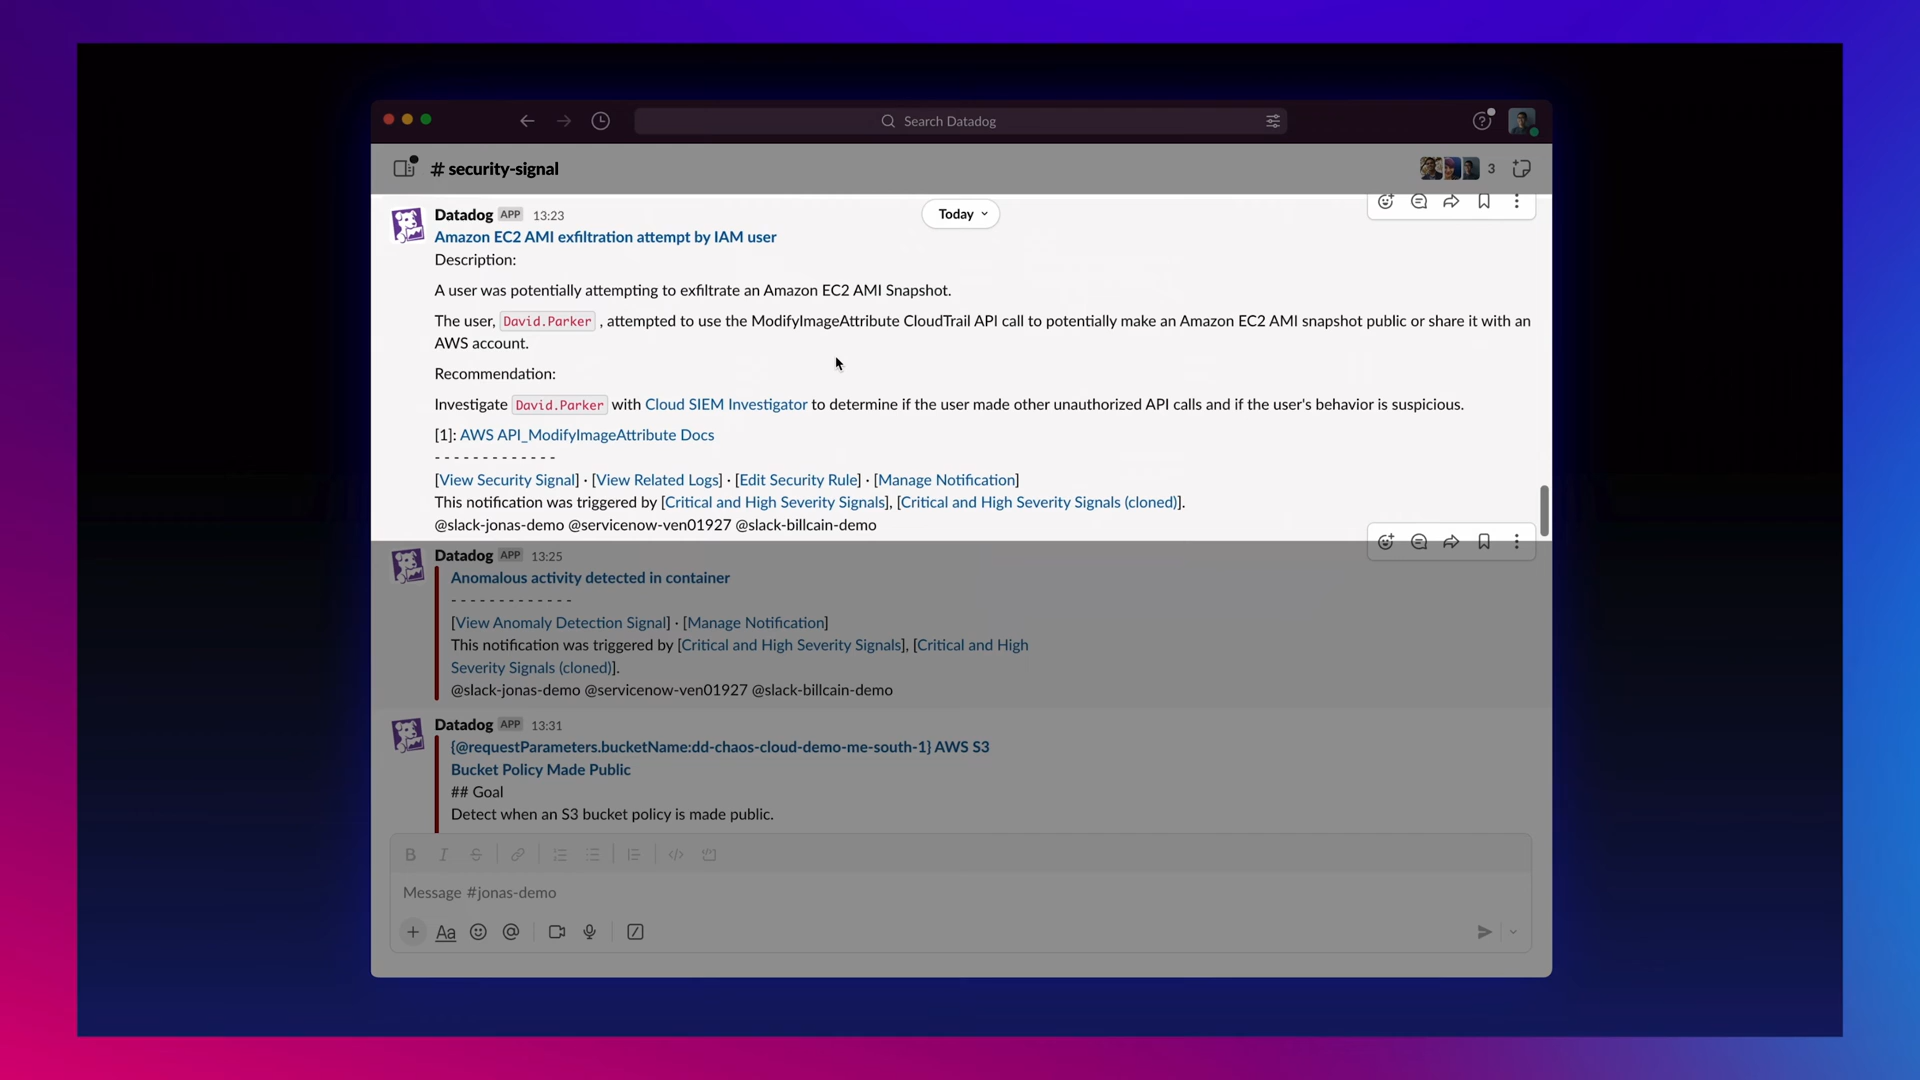 Search Datadog
# security-signal
3
Datadog APP 13:23
Today
Amazon EC2 AMI exfiltration attempt by IAM user
Description:
A user was potentially attempting to exfiltrate an Amazon EC2 AMI Snapshot.
The user, David.Parker , attempted to use the ModifyImageAttribute CloudTrail API call to potentially make an Amazon EC2 AMI snapshot public or share it with an
AWS account.
Recommendation:
Investigate David.Parker with Cloud SIEM Investigator to determine if the user made other unauthorized API calls and if the user's behavior is suspicious.
[1]: AWS API_ModifyImageAttribute Docs
- - - - - - - - - - - - -
[View Security Signal] · [View Related Logs] · [Edit Security Rule] · [Manage Notification]
This notification was triggered by [Critical and High Severity Signals], [Critical and High Severity Signals (cloned)].
@slack-jonas-demo @servicenow-ven01927 @slack-billcain-demo
Datadog APP 13:25
Anomalous activity detected in container
- - - - - - - - - - - - -
[View Anomaly Detection Signal] · [Manage Notification]
This notification was triggered by [Critical and High Severity Signals], [Critical and High
Severity Signals (cloned)].
@slack-jonas-demo @servicenow-ven01927 @slack-billcain-demo
Datadog APP 13:31
{@requestParameters.bucketName:dd-chaos-cloud-demo-me-south-1} AWS S3
Bucket Policy Made Public
## Goal
Detect when an S3 bucket policy is made public.
Message #jonas-demo
Aa